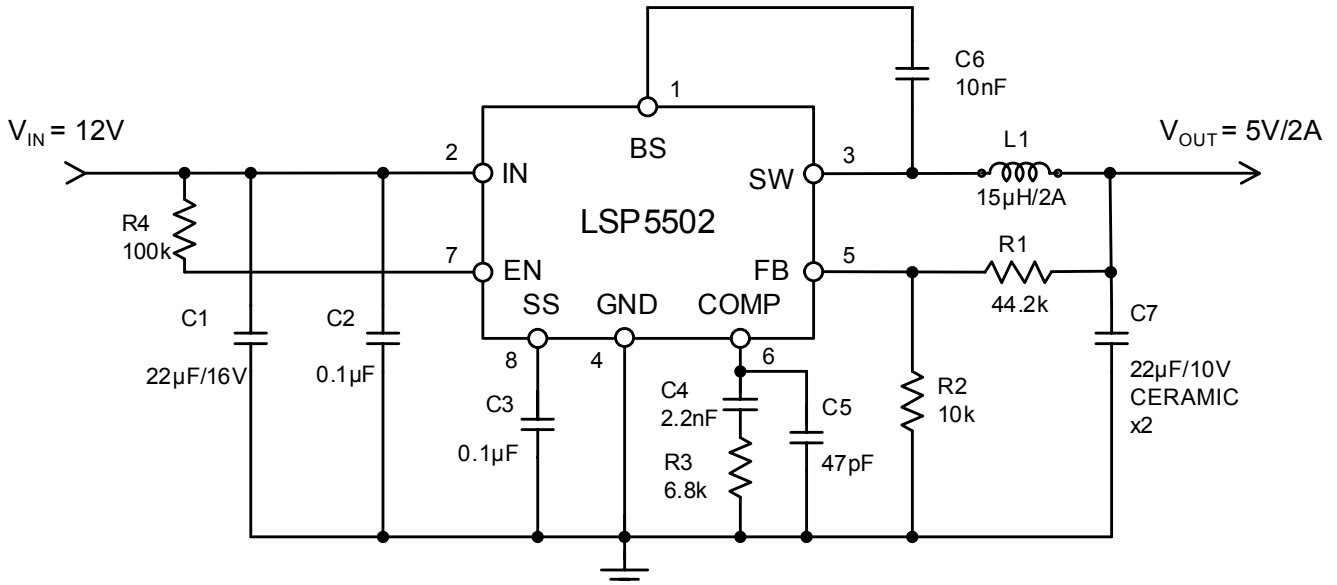 1
C6
10nF
V_IN = 12V
V_OUT = 5V/2A
BS
2
IN
SW
3
L1
15µH/2A
R4
100k
LSP5502
7
EN
FB
5
R1
44.2k
SS
GND
COMP
C1
22µF/16V
C2
0.1µF
8
4
6
C7
22µF/10V
CERAMIC
x2
C3
0.1µF
C4
2.2nF
C5
47pF
R2
10k
R3
6.8k